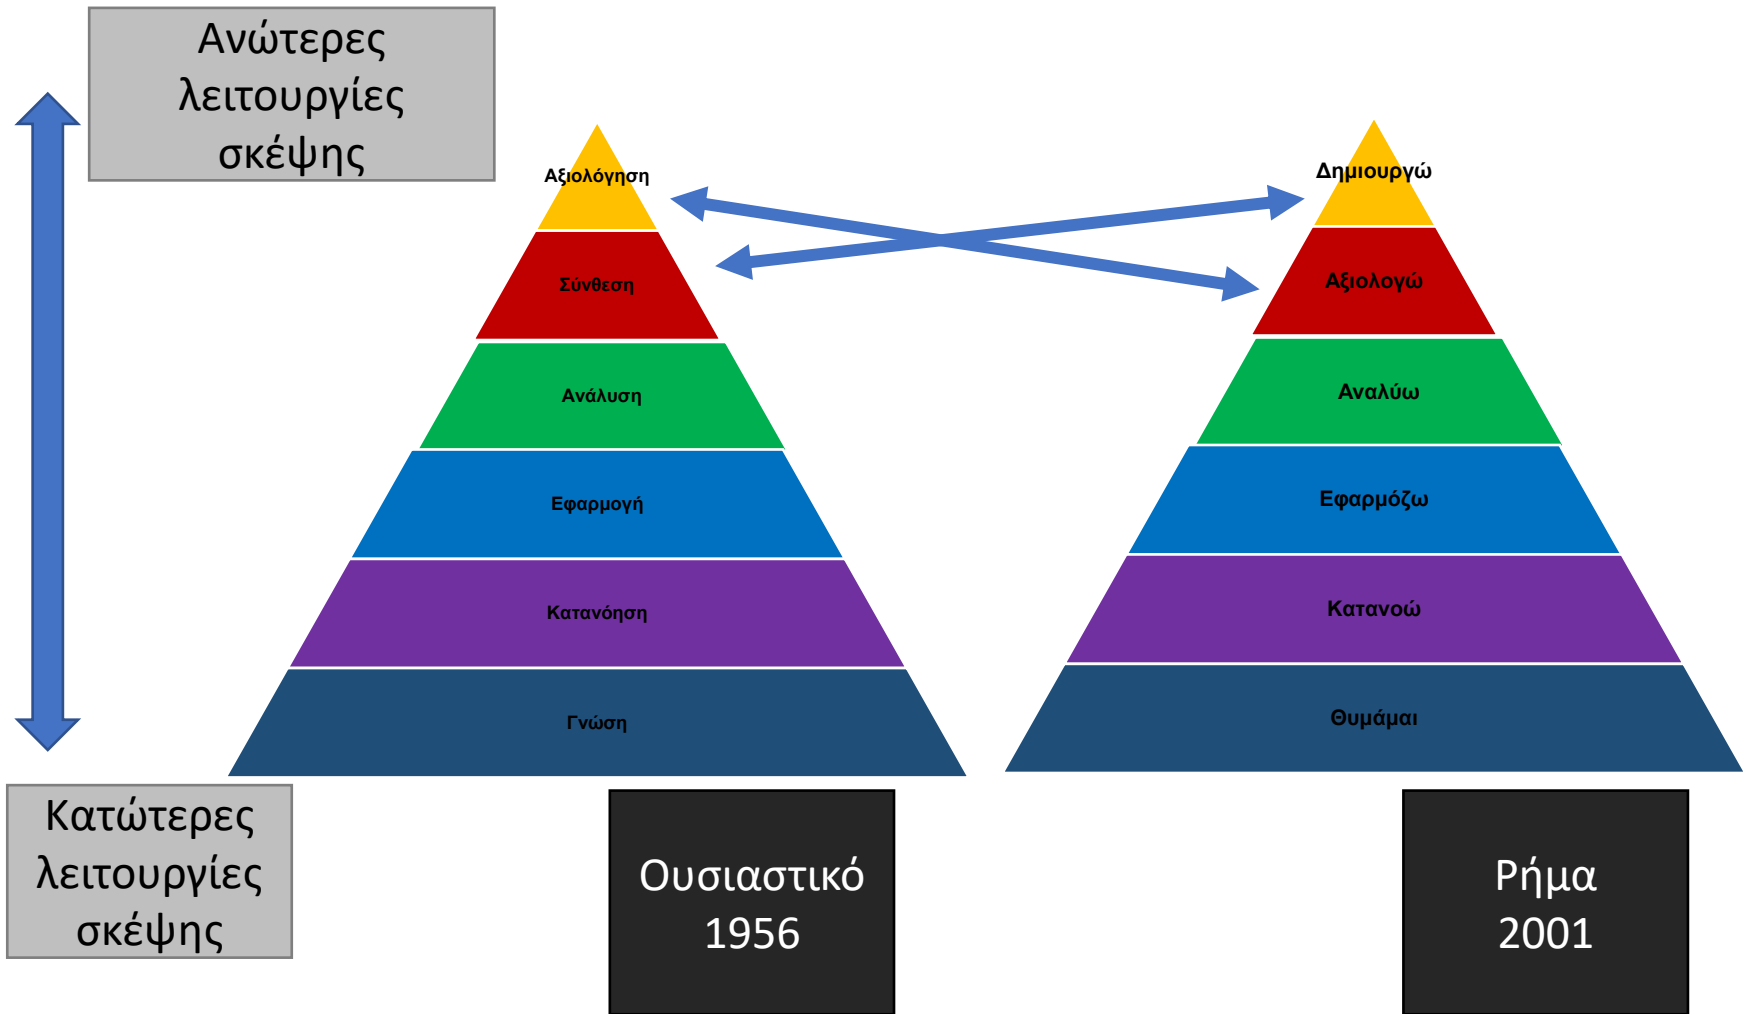 Ανώτερες
λειτουργίες
σκέψης
Αξιολόγηση
Σύνθεση
Ανάλυση
Εφαρμογή
Κατανόηση
Γνώση
Δημιουργώ
Αξιολογώ
Αναλύω
Εφαρμόζω
Κατανοώ
Θυμάμαι
Κατώτερες
λειτουργίες
σκέψης
Ουσιαστικό
1956
Ρήμα
2001